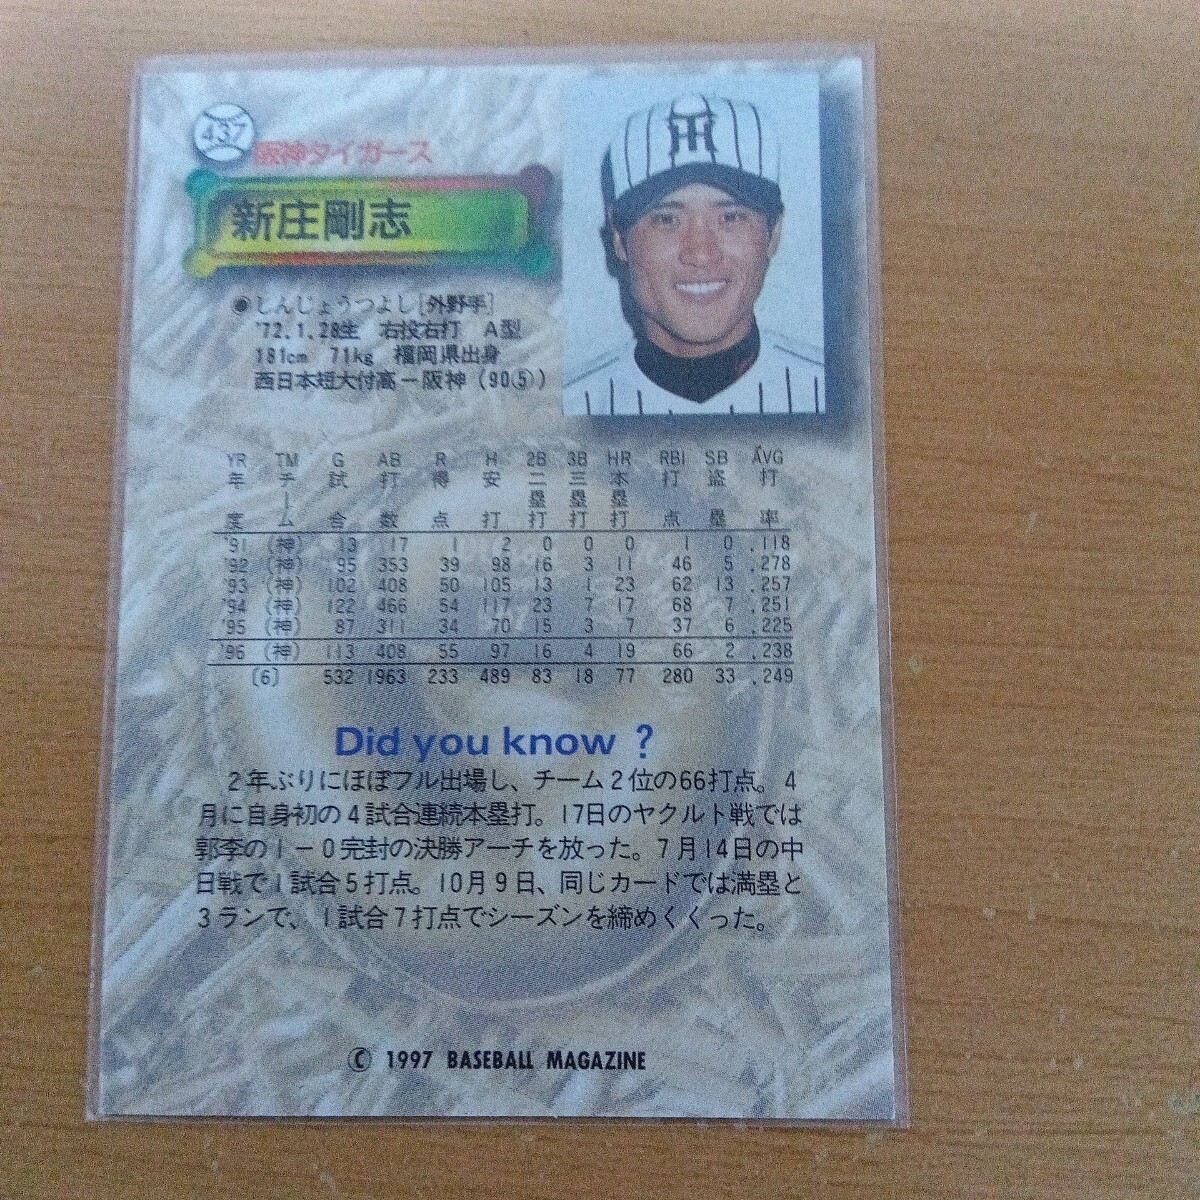 437
阪神タイガース
新庄剛志
●しんじょうつよし[外野手]
'72.1.28生 右投右打 A型
181cm 71kg 福岡県出身
西日本短大付高－阪神（90⑤）
YR TM G AB R H 2B 3B HR RBI SB AVG
年度 チーム 試合 打数 得点 安打 二塁打 三塁打 本塁打 打点 盗塁 打率
'91 (神) 13 17 1 2 0 0 0 1 0 .118
'92 (神) 95 353 39 98 16 3 11 46 5 .278
'93 (神) 102 408 50 105 13 1 23 62 13 .257
'94 (神) 122 466 54 117 23 7 17 68 7 .251
'95 (神) 87 311 34 70 15 3 7 37 6 .225
'96 (神) 113 408 55 97 16 4 19 66 2 .238
〔6〕 532 1963 233 489 83 18 77 280 33 .249
Did you know ?
2年ぶりにほぼフル出場し、チーム2位の66打点。4
月に自身初の4試合連続本塁打。17日のヤクルト戦では
郭李の1－0完封の決勝アーチを放った。7月14日の中
日戦で1試合5打点。10月9日、同じカードでは満塁と
3ランで、1試合7打点でシーズンを締めくくった。
© 1997 BASEBALL MAGAZINE